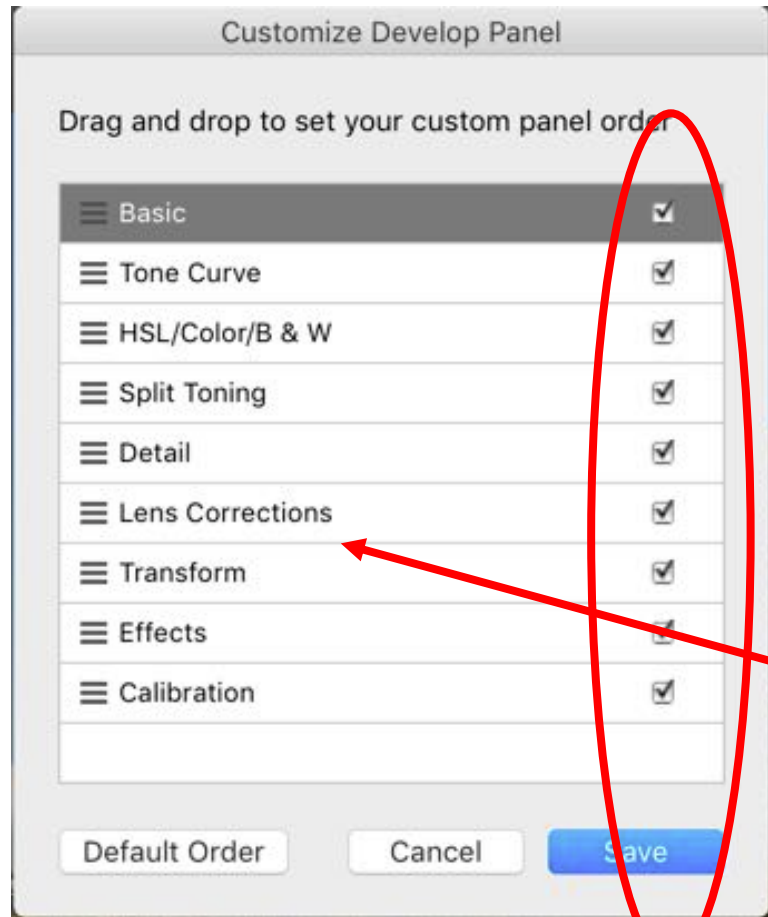 Customize Develop Panel
Drag and drop to set your custom panel order
Basic
Tone Curve
HSL/Color/B & W
Split Toning
Detail
Lens Corrections
Transform
Effects
Calibration
Default Order Cancel Save